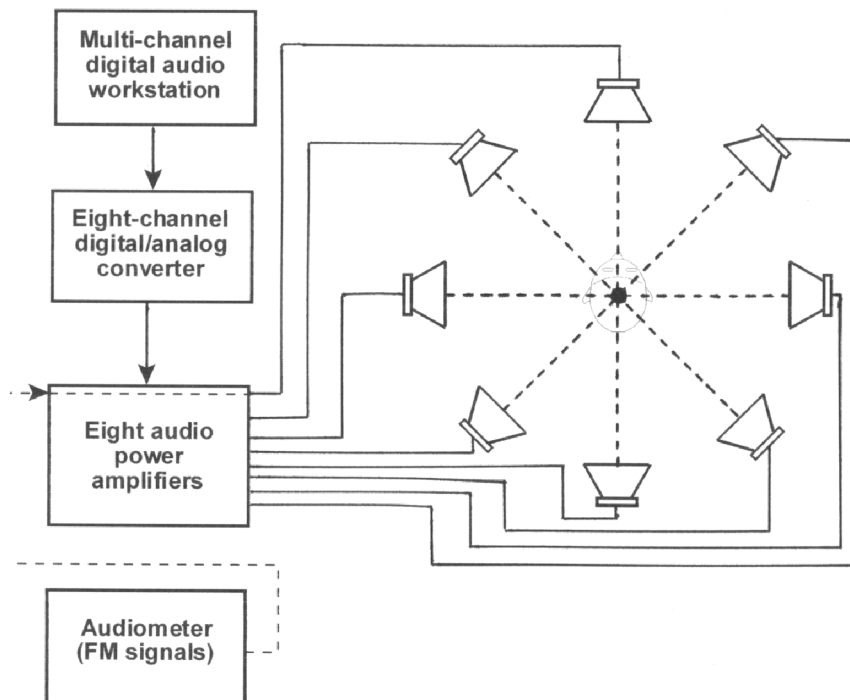 Multi-channel
digital audio
workstation
Eight-channel
digital/analog
converter
Eight audio
power
amplifiers
Audiometer
(FM signals)